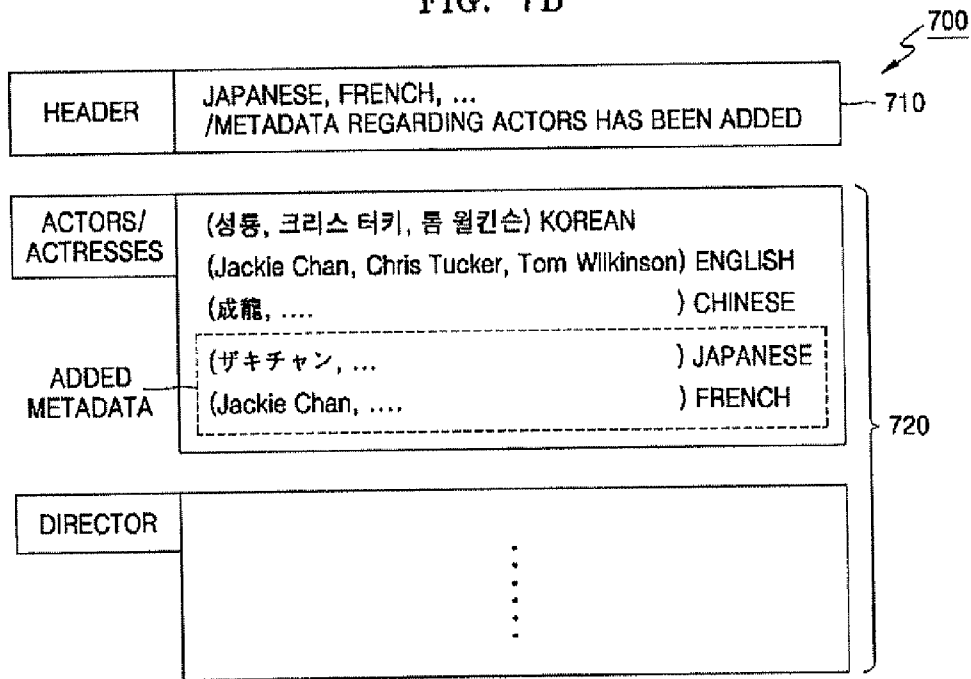 FIG. 7B
700
HEADER
JAPANESE, FRENCH, ...
/METADATA REGARDING ACTORS HAS BEEN ADDED
710
ACTORS/
ACTRESSES
(성룡, 크리스 터키, 톰 윌킨슨) KOREAN
(Jackie Chan, Chris Tucker, Tom Wilkinson) ENGLISH
(成龍, .... ) CHINESE
ADDED
METADATA
(ザキチャン, ... ) JAPANESE
(Jackie Chan, .... ) FRENCH
720
DIRECTOR